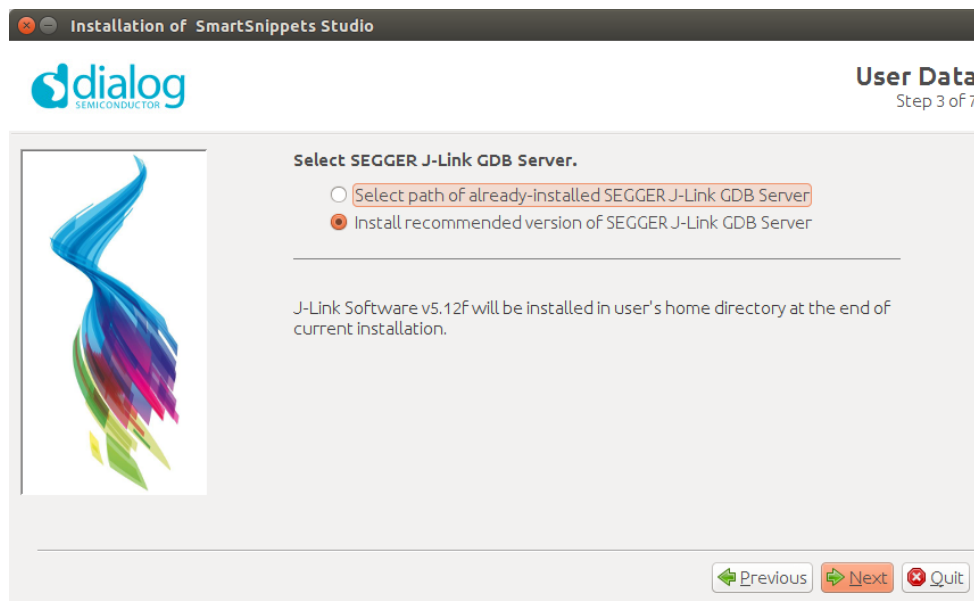 Installation of SmartSnippets Studio
dialog
SEMICONDUCTOR
User Data
Step 3 of 7
Select SEGGER J-Link GDB Server.
Select path of already-installed SEGGER J-Link GDB Server
Install recommended version of SEGGER J-Link GDB Server
J-Link Software v5.12f will be installed in user's home directory at the end of
current installation.
Previous
Next
Quit